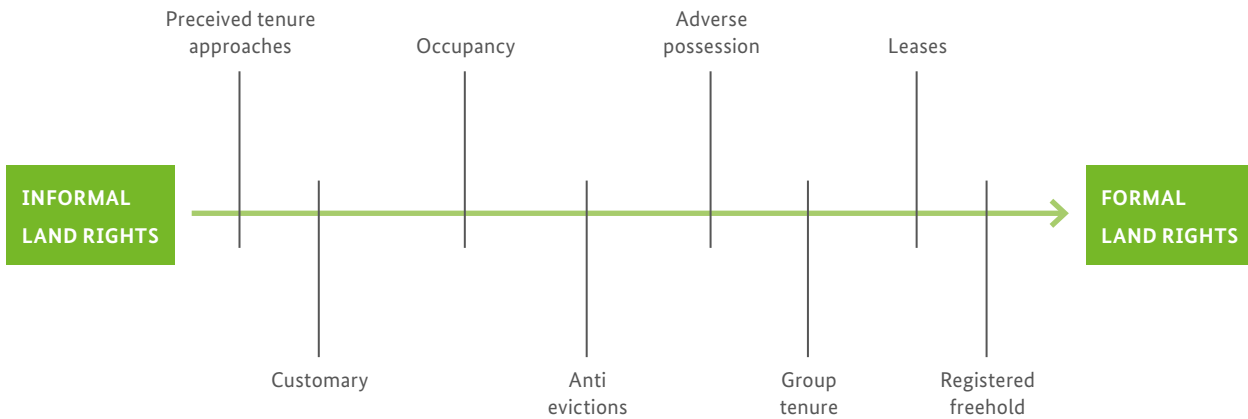 Preceived tenure
approaches
Occupancy
Adverse
possession
Leases
INFORMAL
LAND RIGHTS
FORMAL
LAND RIGHTS
Customary
Anti
evictions
Group
tenure
Registered
freehold